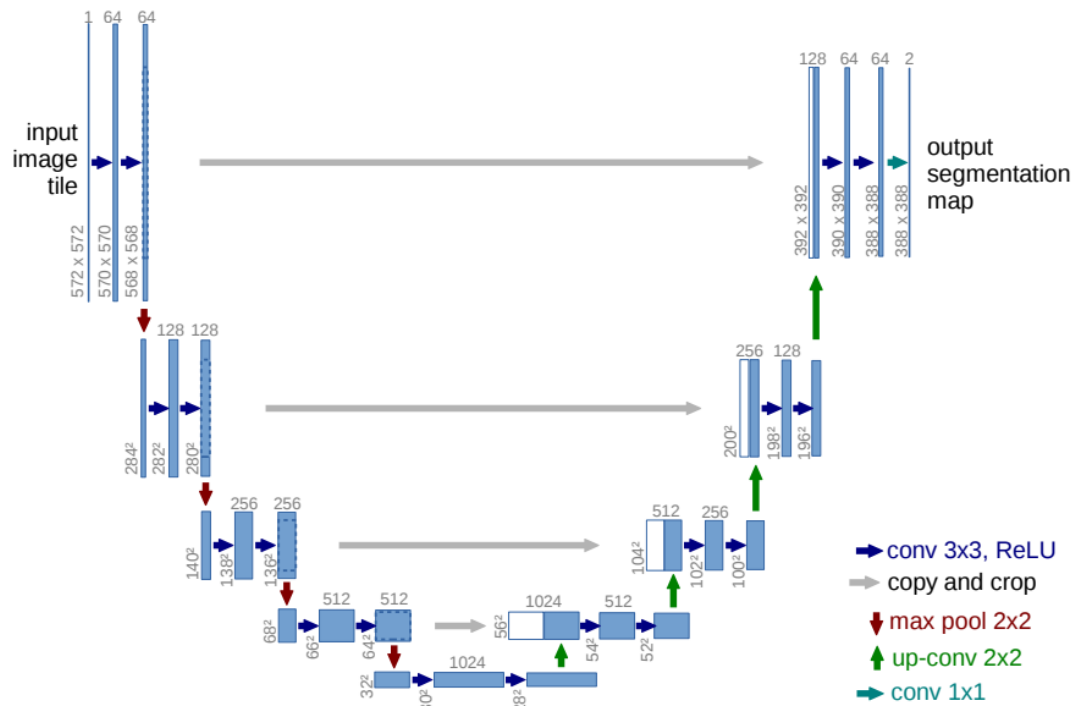 1 64 64
128
64 64 2
input
image
tile
output
segmentation
map
572 x 572
570 x 570
568 x 568
392 x 392
390 x 390
388 x 388
388 x 388
128 128
256 128
284²
282²
280²
200²
198²
196²
256 256
512 256
140²
138²
136²
104²
102²
100²
512 512
1024 512
68²
66²
64²
56²
54²
52²
1024
32²
conv 3x3, ReLU
copy and crop
max pool 2x2
up-conv 2x2
conv 1x1